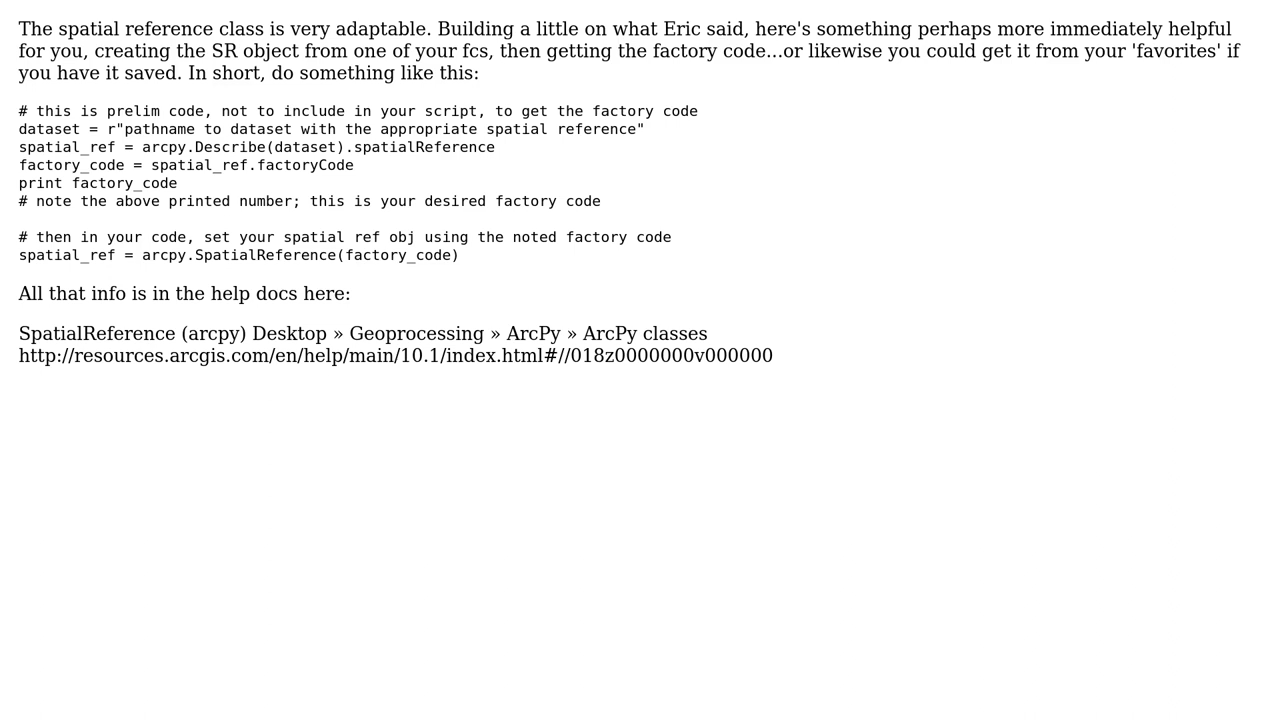 The spatial reference class is very adaptable. Building a little on what Eric said, here's something perhaps more immediately helpful
for you, creating the SR object from one of your fcs, then getting the factory code...or likewise you could get it from your 'favorites' if
you have it saved. In short, do something like this:
# this is prelim code, not to include in your script, to get the factory code
dataset = r"pathname to dataset with the appropriate spatial reference"
spatial_ref = arcpy.Describe(dataset).spatialReference
factory_code = spatial_ref.factoryCode
print factory_code
# note the above printed number; this is your desired factory code
# then in your code, set your spatial ref obj using the noted factory code
spatial_ref = arcpy.SpatialReference(factory_code)
All that info is in the help docs here:
SpatialReference (arcpy) Desktop » Geoprocessing » ArcPy » ArcPy classes
http://resources.arcgis.com/en/help/main/10.1/index.html#//018z0000000v000000